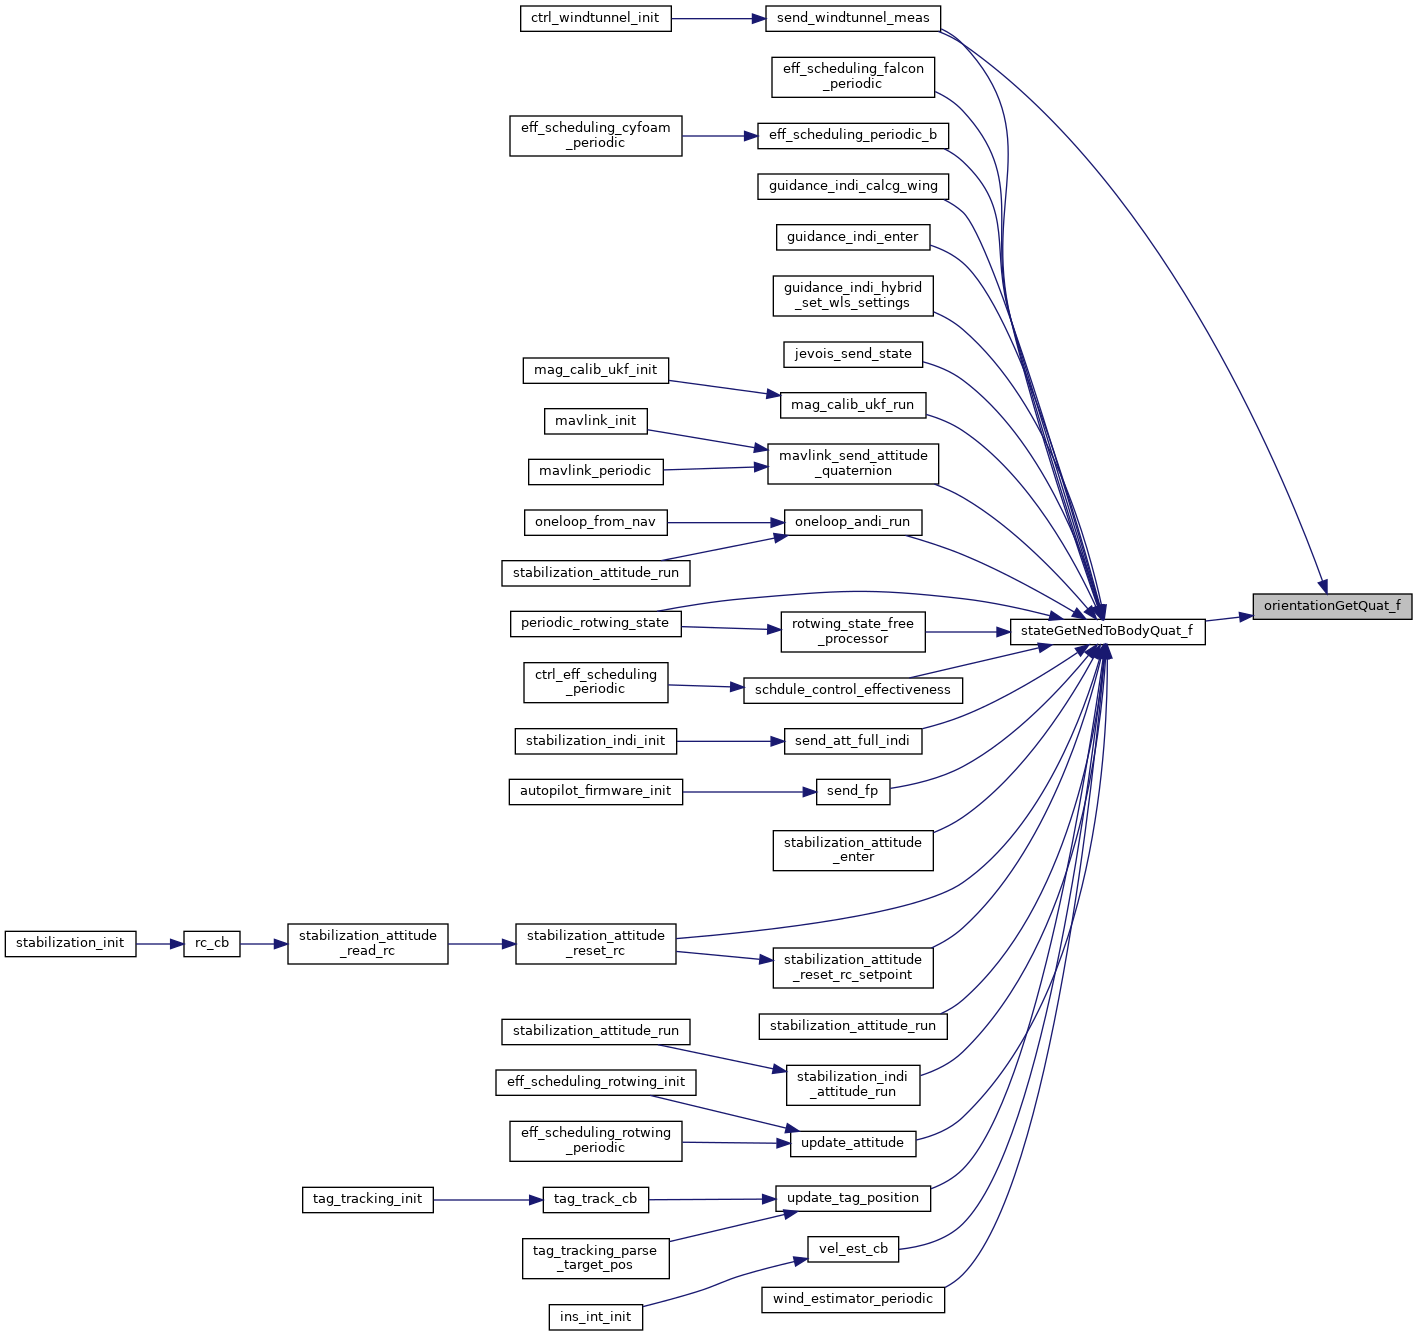 ctrl_windtunnel_init
send_windtunnel_meas
eff_scheduling_falcon
_periodic
eff_scheduling_cyfoam
_periodic
eff_scheduling_periodic_b
guidance_indi_calcg_wing
guidance_indi_enter
guidance_indi_hybrid
_set_wls_settings
jevois_send_state
mag_calib_ukf_init
mag_calib_ukf_run
mavlink_init
mavlink_send_attitude
_quaternion
mavlink_periodic
oneloop_from_nav
oneloop_andi_run
stabilization_attitude_run
orientationGetQuat_f
periodic_rotwing_state
rotwing_state_free
_processor
stateGetNedToBodyQuat_f
ctrl_eff_scheduling
_periodic
schdule_control_effectiveness
stabilization_indi_init
send_att_full_indi
autopilot_firmware_init
send_fp
stabilization_attitude
_enter
stabilization_init
rc_cb
stabilization_attitude
_read_rc
stabilization_attitude
_reset_rc
stabilization_attitude
_reset_rc_setpoint
stabilization_attitude_run
stabilization_attitude_run
stabilization_indi
_attitude_run
eff_scheduling_rotwing_init
eff_scheduling_rotwing
_periodic
update_attitude
tag_tracking_init
tag_track_cb
update_tag_position
tag_tracking_parse
_target_pos
vel_est_cb
wind_estimator_periodic
ins_int_init